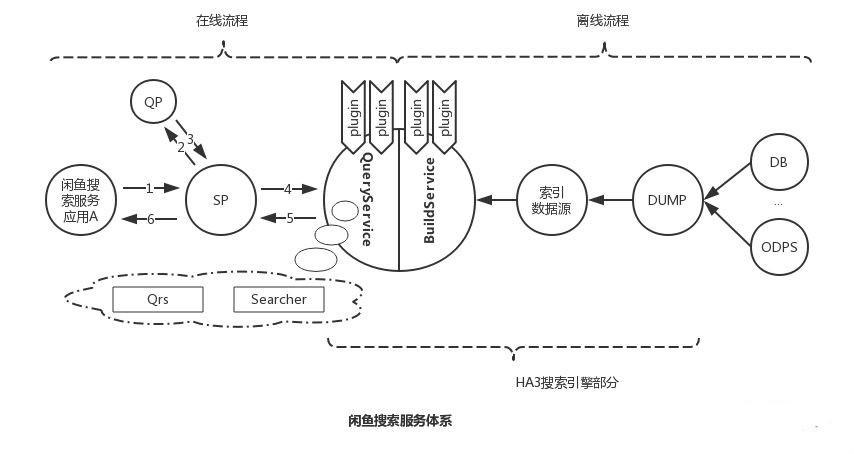 在线流程
离线流程
QP
plugin
plugin
plugin
plugin
3
2
闲鱼搜
索服务
应用A
1
6
SP
4
5
QueryService
BuildService
索引
数据源
DUMP
DB
...
ODPS
Qrs
Searcher
HA3搜索引擎部分
闲鱼搜索服务体系